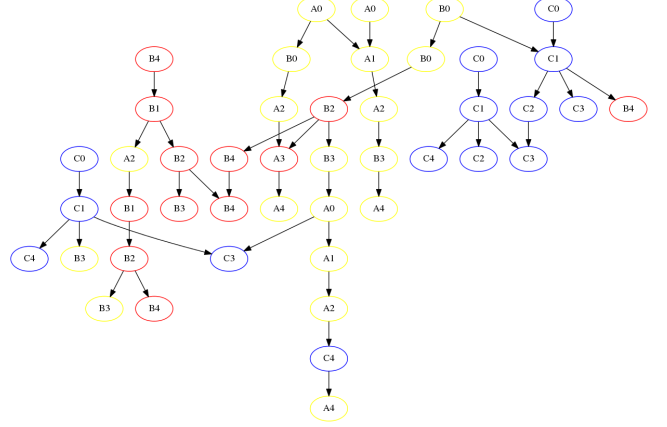 A0 A0 B0 C0
B4 B0 A1 B0 C0 C1
B1 A2 B2 A2 C1 C2 C3 B4
C0 A2 B2 B4 A3 B3 B3 C4 C2 C3
C1 B1 B3 B4 A4 A0 A4
C4 B3 B2 C3 A1
B3 B4 A2
C4
A4